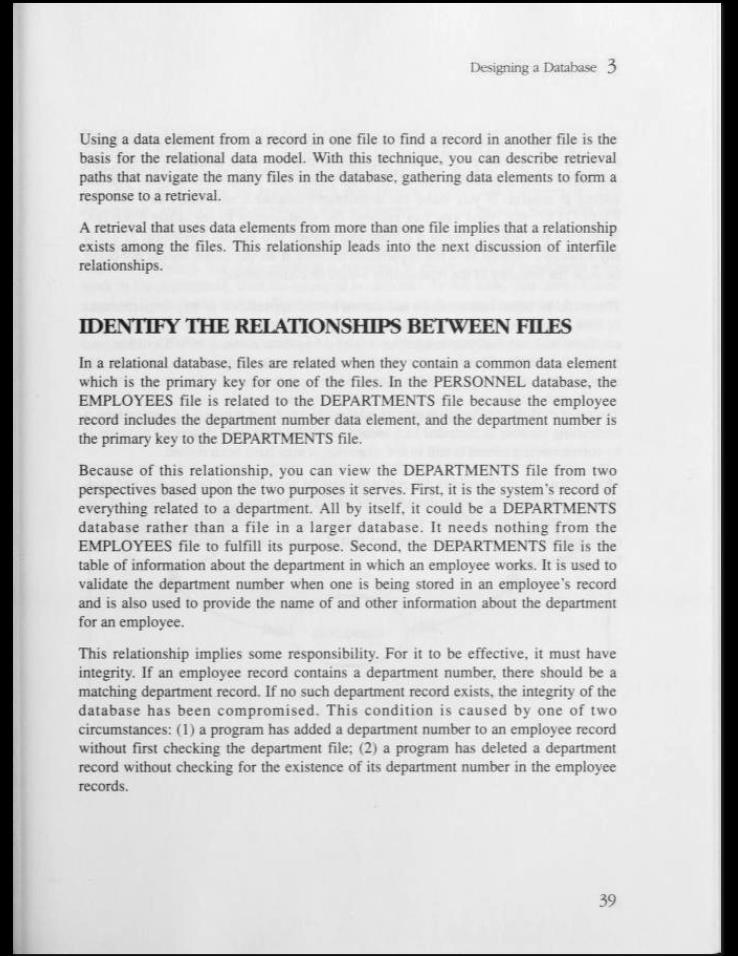 Designing a Database 3
Using a data element from a record in one file to find a record in another file is the
basis for the relational data model. With this technique, you can describe retrieval
paths that navigate the many files in the database, gathering data elements to form a
response to a retrieval.
A retrieval that uses data elements from more than one file implies that a relationship
exists among the files. This relationship leads into the next discussion of interfile
relationships.
IDENTIFY THE RELATIONSHIPS BETWEEN FILES
In a relational database, files are related when they contain a common data element
which is the primary key for one of the files. In the PERSONNEL database, the
EMPLOYEES file is related to the DEPARTMENTS file because the employee
record includes the department number data element, and the department number is
the primary key to the DEPARTMENTS file.
Because of this relationship, you can view the DEPARTMENTS file from two
perspectives based upon the two purposes it serves. First, it is the system's record of
everything related to a department. All by itself, it could be a DEPARTMENTS
database rather than a file in a larger database. It needs nothing from the
EMPLOYEES file to fulfill its purpose. Second, the DEPARTMENTS file is the
table of information about the department in which an employee works. It is used to
validate the department number when one is being stored in an employee's record
and is also used to provide the name of and other information about the department
for an employee.
This relationship implies some responsibility. For it to be effective, it must have
integrity. If an employee record contains a department number, there should be a
matching department record. If no such department record exists, the integrity of the
database has been compromised. This condition is caused by one of two
circumstances: (1) a program has added a department number to an employee record
without first checking the department file; (2) a program has deleted a department
record without checking for the existence of its department number in the employee
records.
39